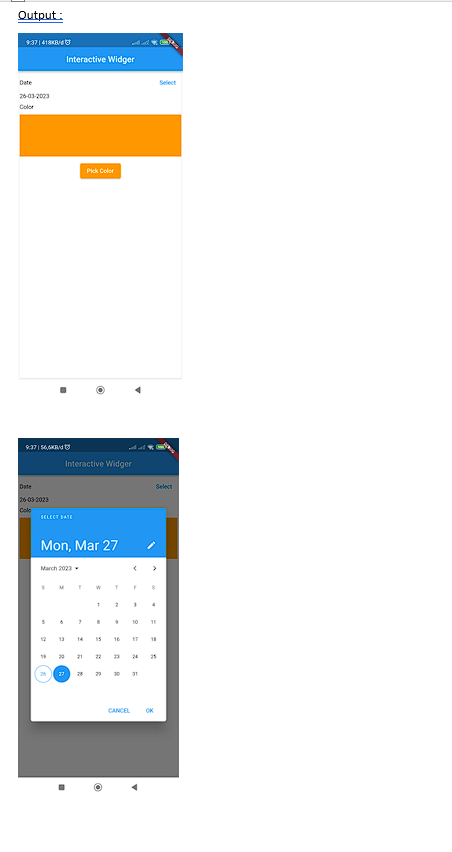 Output :
9:37 | 418KB/d
DEBUG
Interactive Widger
Date Select
26-03-2023
Color
Pick Color
9:37 | 56,6KB/d
DEBUG
Interactive Widger
Date Select
26-03-2023
Colo
SELECT DATE
Mon, Mar 27
March 2023
S M T W T F S
1 2 3 4
5 6 7 8 9 10 11
12 13 14 15 16 17 18
19 20 21 22 23 24 25
26 27 28 29 30 31
CANCEL OK